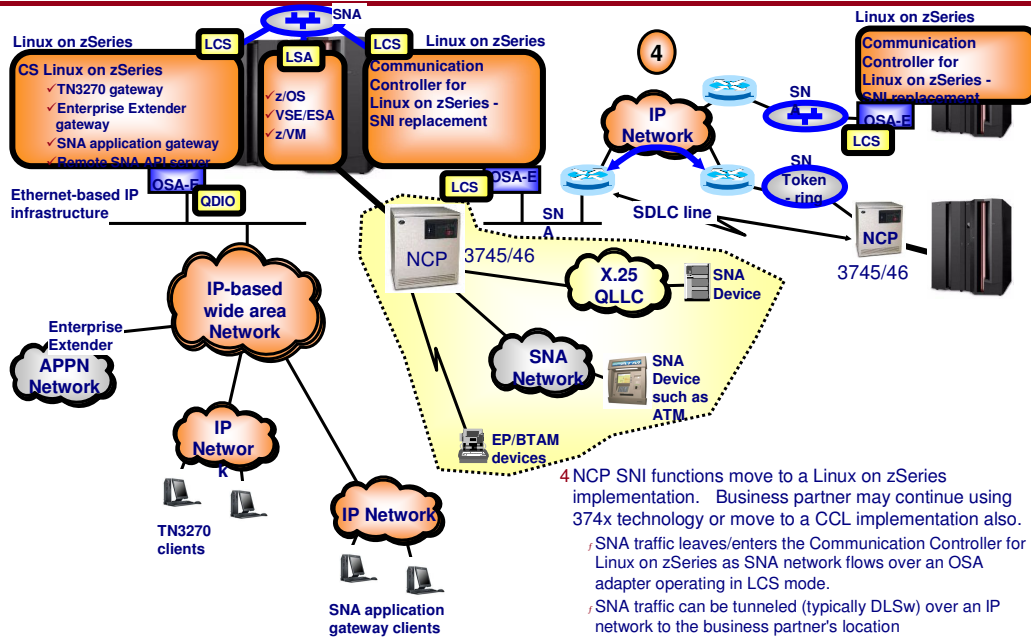 SNA
Linux on zSeries
LCS
LSA
LCS
Linux on zSeries
CS Linux on zSeries
✓TN3270 gateway
✓Enterprise Extender
gateway
✓SNA application gateway
✓Remote SNA API server
✓z/OS
✓VSE/ESA
✓z/VM
Communication
Controller for
Linux on zSeries -
SNI replacement
OSA-E
QDIO
LCS
OSA-E
Ethernet-based IP
infrastructure
SN
A
4
IP
Network
SN
Linux on zSeries
Communication
Controller for
Linux on zSeries -
SNI replacement
OSA-E
LCS
SN
Token
- ring
SDLC line
NCP
3745/46
NCP
3745/46
X.25
QLLC
SNA
Device
SNA
Network
SNA
Device
such as
ATM
EP/BTAM
devices
IP-based
wide area
Network
Enterprise
Extender
APPN
Network
IP
Networ
k
TN3270
clients
IP Network
SNA application
gateway clients
4 NCP SNI functions move to a Linux on zSeries
implementation. Business partner may continue using
374x technology or move to a CCL implementation also.
ƒ SNA traffic leaves/enters the Communication Controller for
Linux on zSeries as SNA network flows over an OSA
adapter operating in LCS mode.
ƒ SNA traffic can be tunneled (typically DLSw) over an IP
network to the business partner's location